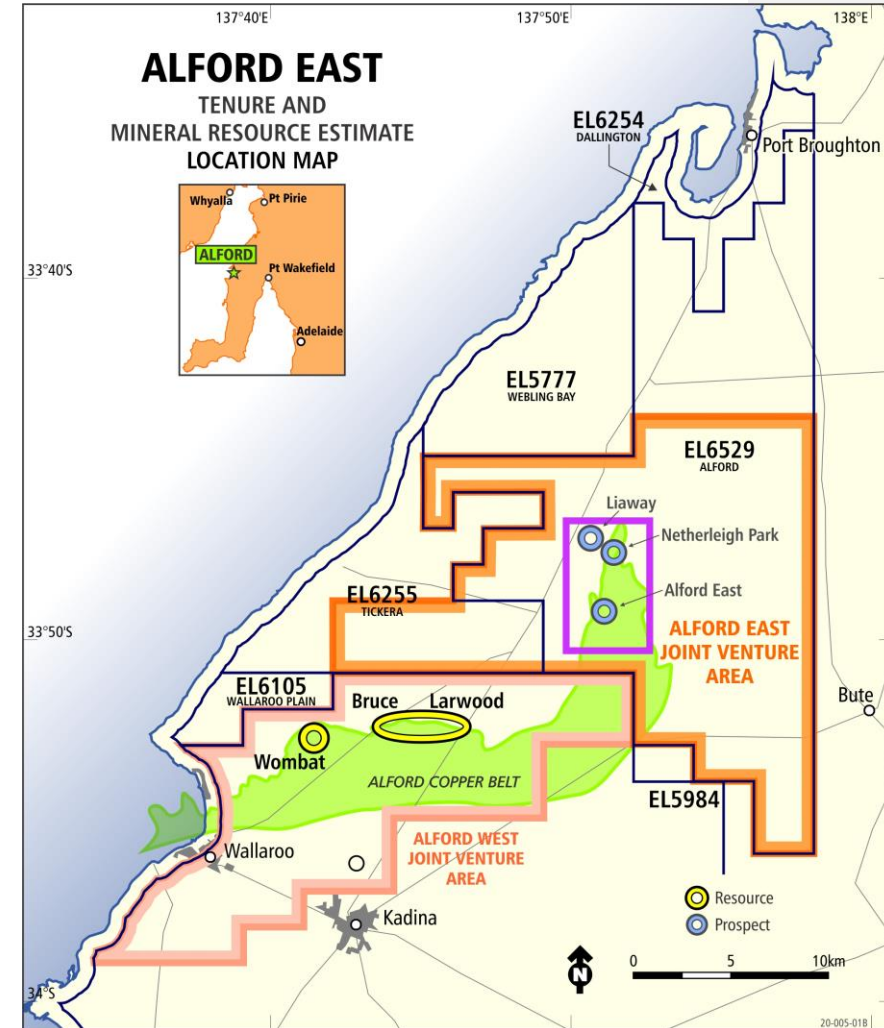 137°40'E
137°50'E
138°E
ALFORD EAST
TENURE AND
MINERAL RESOURCE ESTIMATE
LOCATION MAP
Whyalla
Pt Pirie
ALFORD
Pt Wakefield
Adelaide
EL6254
DALLINGTON
Port Broughton
33°40'S
EL5777
WEBLING BAY
EL6529
ALFORD
Liaway
Netherleigh Park
Alford East
EL6255
TICKERA
33°50'S
ALFORD EAST
JOINT VENTURE
AREA
EL6105
WALLAROO PLAIN
Bruce
Larwood
Bute
Wombat
ALFORD COPPER BELT
EL5984
ALFORD WEST
JOINT VENTURE
AREA
Wallaroo
Kadina
Resource
Prospect
N
0 5 10km
34°S
20-005-01B